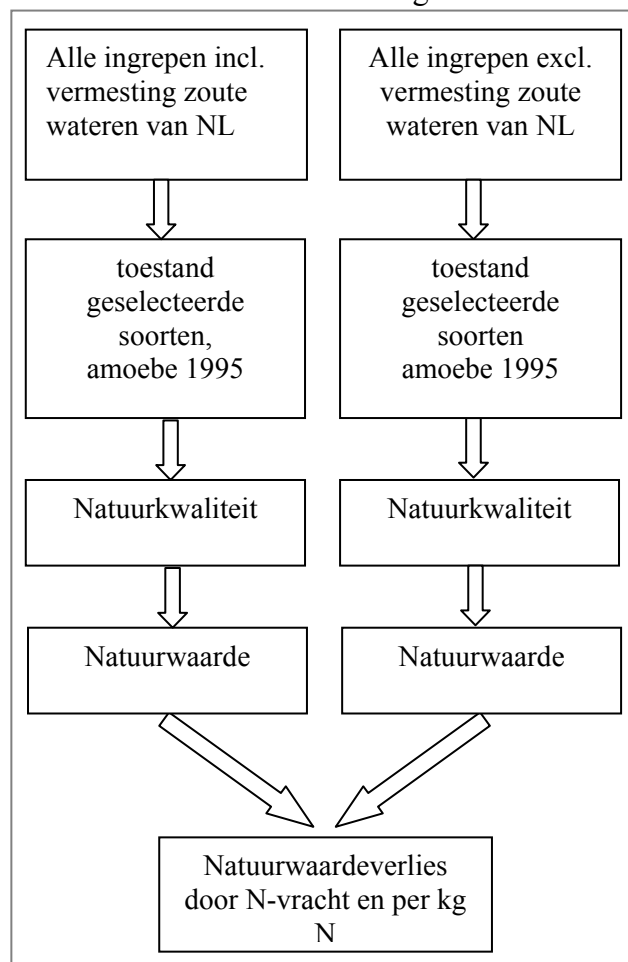 Alle ingrepen incl.
vermesting zoute
wateren van NL
Alle ingrepen excl.
vermesting zoute
wateren van NL
toestand
geselecteerde
soorten,
amoebe 1995
toestand
geselecteerde
soorten
amoebe 1995
Natuurkwaliteit
Natuurkwaliteit
Natuurwaarde
Natuurwaarde
Natuurwaardeverlies
door N-vracht en per kg
N